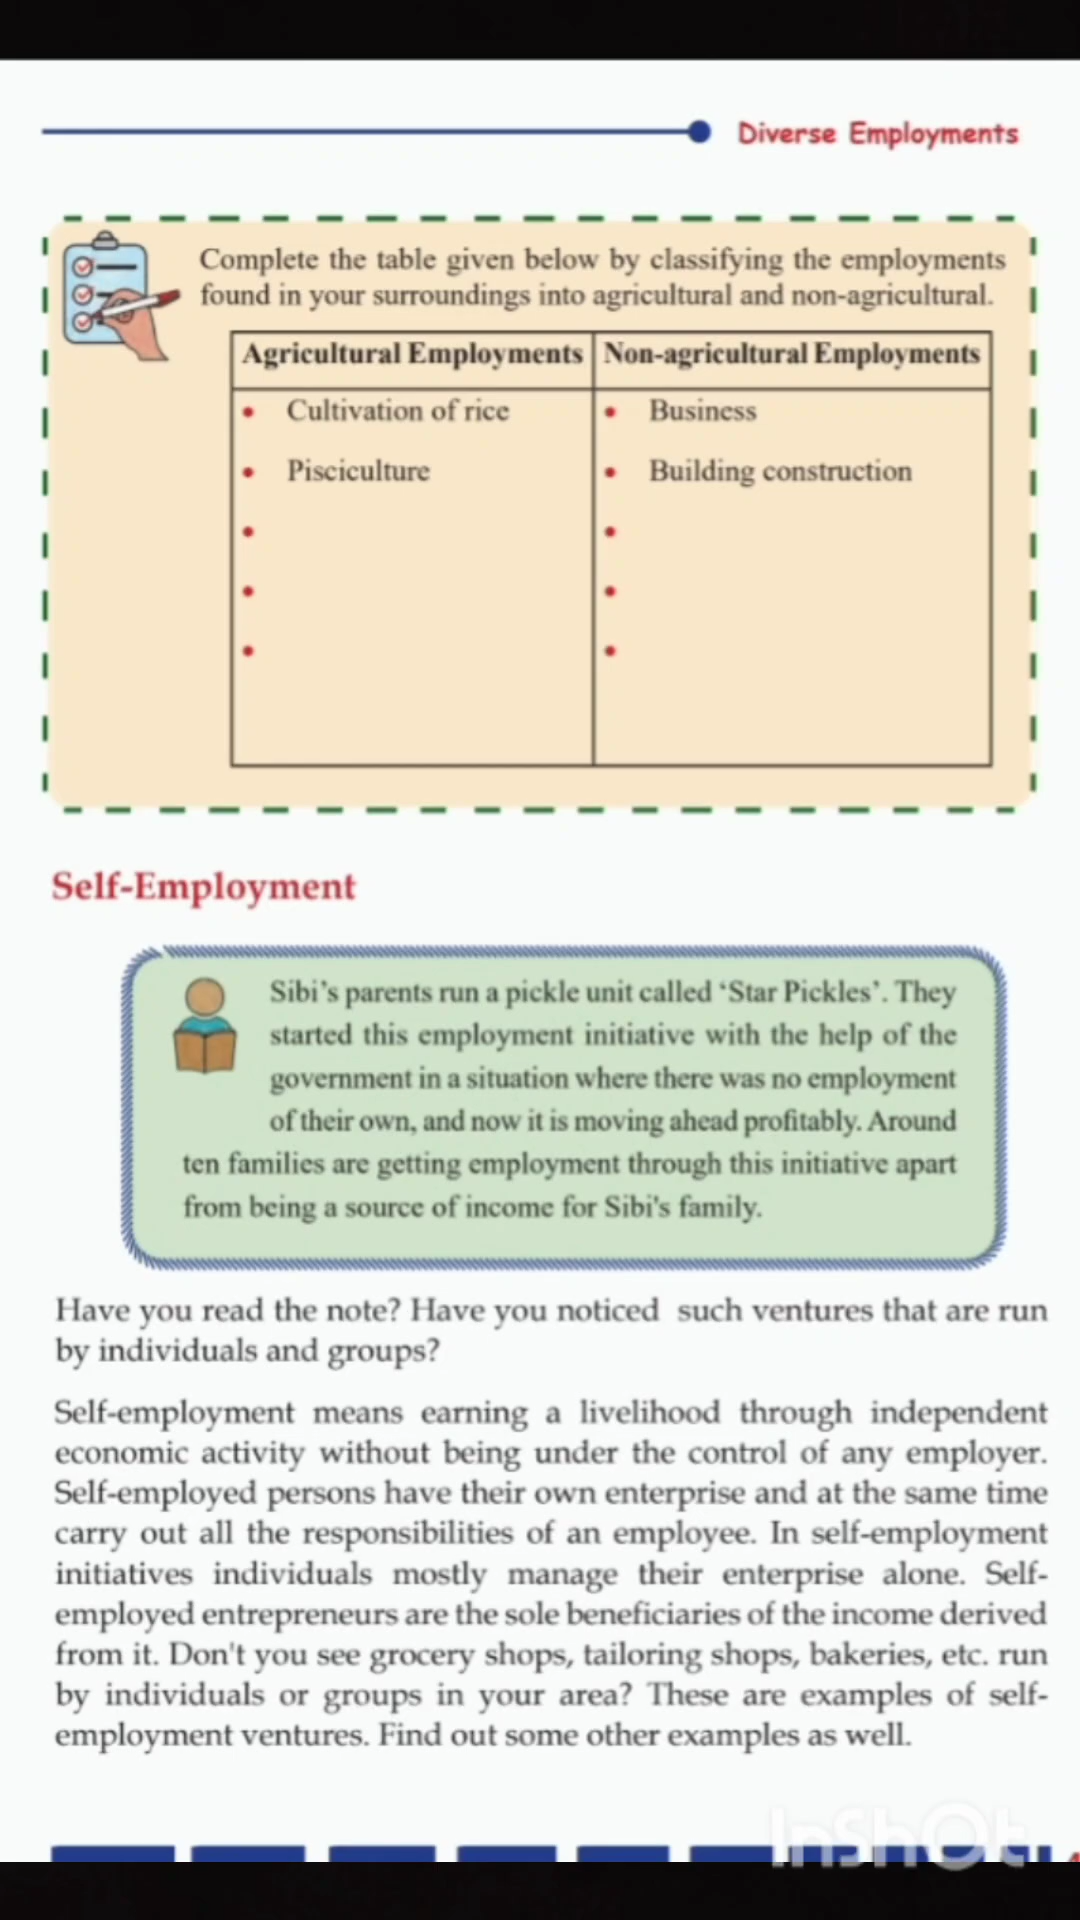 Diverse Employments
Complete the table given below by classifying the employments
found in your surroundings into agricultural and non-agricultural.
Agricultural Employments Non-agricultural Employments
• Cultivation of rice • Business
• Pisciculture • Building construction
• •
• •
• •
Self-Employment
Sibi's parents run a pickle unit called ‘Star Pickles’. They
started this employment initiative with the help of the
government in a situation where there was no employment
of their own, and now it is moving ahead profitably. Around
ten families are getting employment through this initiative apart
from being a source of income for Sibi's family.
Have you read the note? Have you noticed such ventures that are run
by individuals and groups?
Self-employment means earning a livelihood through independent
economic activity without being under the control of any employer.
Self-employed persons have their own enterprise and at the same time
carry out all the responsibilities of an employee. In self-employment
initiatives individuals mostly manage their enterprise alone. Self-
employed entrepreneurs are the sole beneficiaries of the income derived
from it. Don't you see grocery shops, tailoring shops, bakeries, etc. run
by individuals or groups in your area? These are examples of self-
employment ventures. Find out some other examples as well.
InShOt